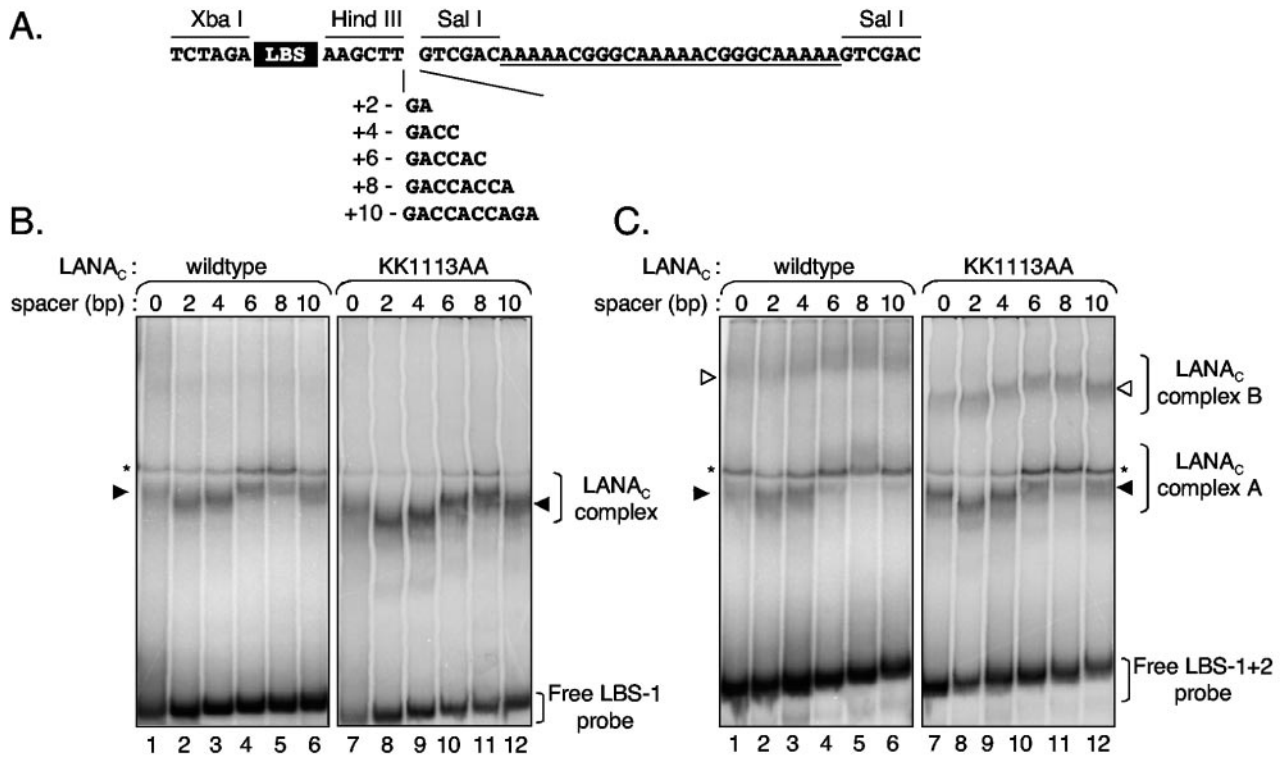 A.
Xba I Hind III Sal I Sal I
TCTAGA LBS AAGCTT GTCGACAAAAACGGGCAAAAACGGGCAAAAAGTCGAC
+2 - GA
+4 - GACC
+6 - GACCAC
+8 - GACCACCA
+10 - GACCACCAGA
B.
LANAC : wildtype KK1113AA
spacer (bp) : 0 2 4 6 8 10 0 2 4 6 8 10
*
LANAC
complex
Free LBS-1
probe
1 2 3 4 5 6 7 8 9 10 11 12
C.
LANAC : wildtype KK1113AA
spacer (bp) : 0 2 4 6 8 10 0 2 4 6 8 10
LANAC
complex B
* *
LANAC
complex A
Free LBS-1+2
probe
1 2 3 4 5 6 7 8 9 10 11 12